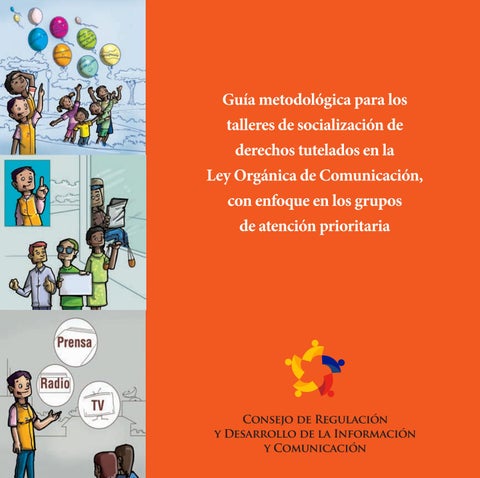 Guía metodológica para los
talleres de socialización de
derechos tutelados en la
Ley Orgánica de Comunicación,
con enfoque en los grupos
de atención prioritaria
Prensa
Radio
TV
Consejo de Regulación
y Desarrollo de la Información
y Comunicación